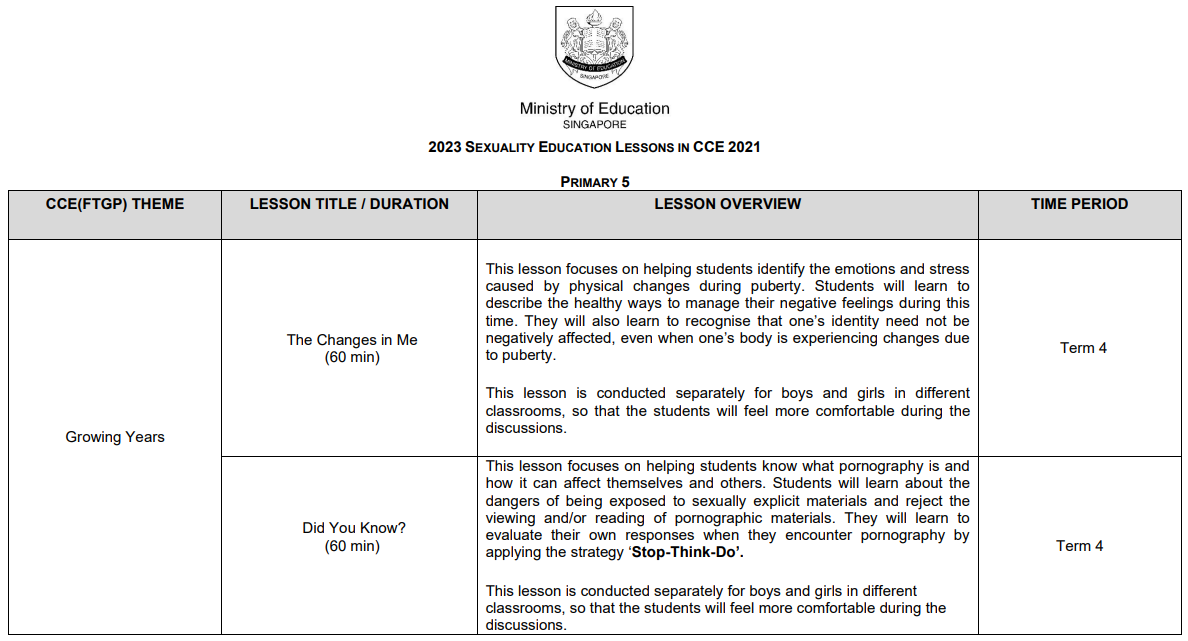 MINISTRY OF EDUCATION
SINGAPORE
Ministry of Education
SINGAPORE
2023 SEXUALITY EDUCATION LESSONS IN CCE 2021
PRIMARY 5
CCE(FTGP) THEME
LESSON TITLE / DURATION
LESSON OVERVIEW
TIME PERIOD
Growing Years
The Changes in Me
(60 min)
This lesson focuses on helping students identify the emotions and stress
caused by physical changes during puberty. Students will learn to
describe the healthy ways to manage their negative feelings during this
time. They will also learn to recognise that one’s identity need not be
negatively affected, even when one’s body is experiencing changes due
to puberty.
This lesson is conducted separately for boys and girls in different
classrooms, so that the students will feel more comfortable during the
discussions.
Term 4
Did You Know?
(60 min)
This lesson focuses on helping students know what pornography is and
how it can affect themselves and others. Students will learn about the
dangers of being exposed to sexually explicit materials and reject the
viewing and/or reading of pornographic materials. They will learn to
evaluate their own responses when they encounter pornography by
applying the strategy ‘Stop-Think-Do’.
This lesson is conducted separately for boys and girls in different
classrooms, so that the students will feel more comfortable during the
discussions.
Term 4